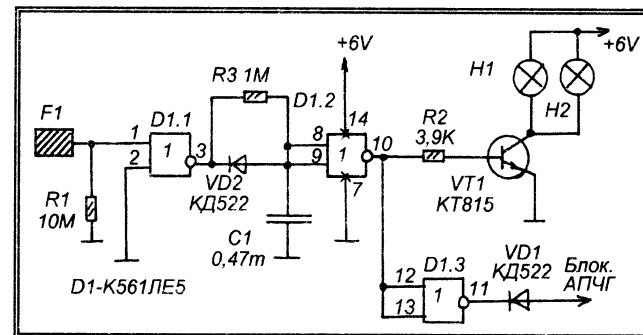 +6V
+6V
R3 1M
H1
H2
D1.2
F1
D1.1
14
R2
3,9K
1
2
1
3
8
9
1
10
7
VD2
КД522
VT1
КТ815
R1
10M
C1
0,47m
D1-К561ЛЕ5
D1.3
12
13
1
11
VD1
КД522
Блок.
АПЧГ